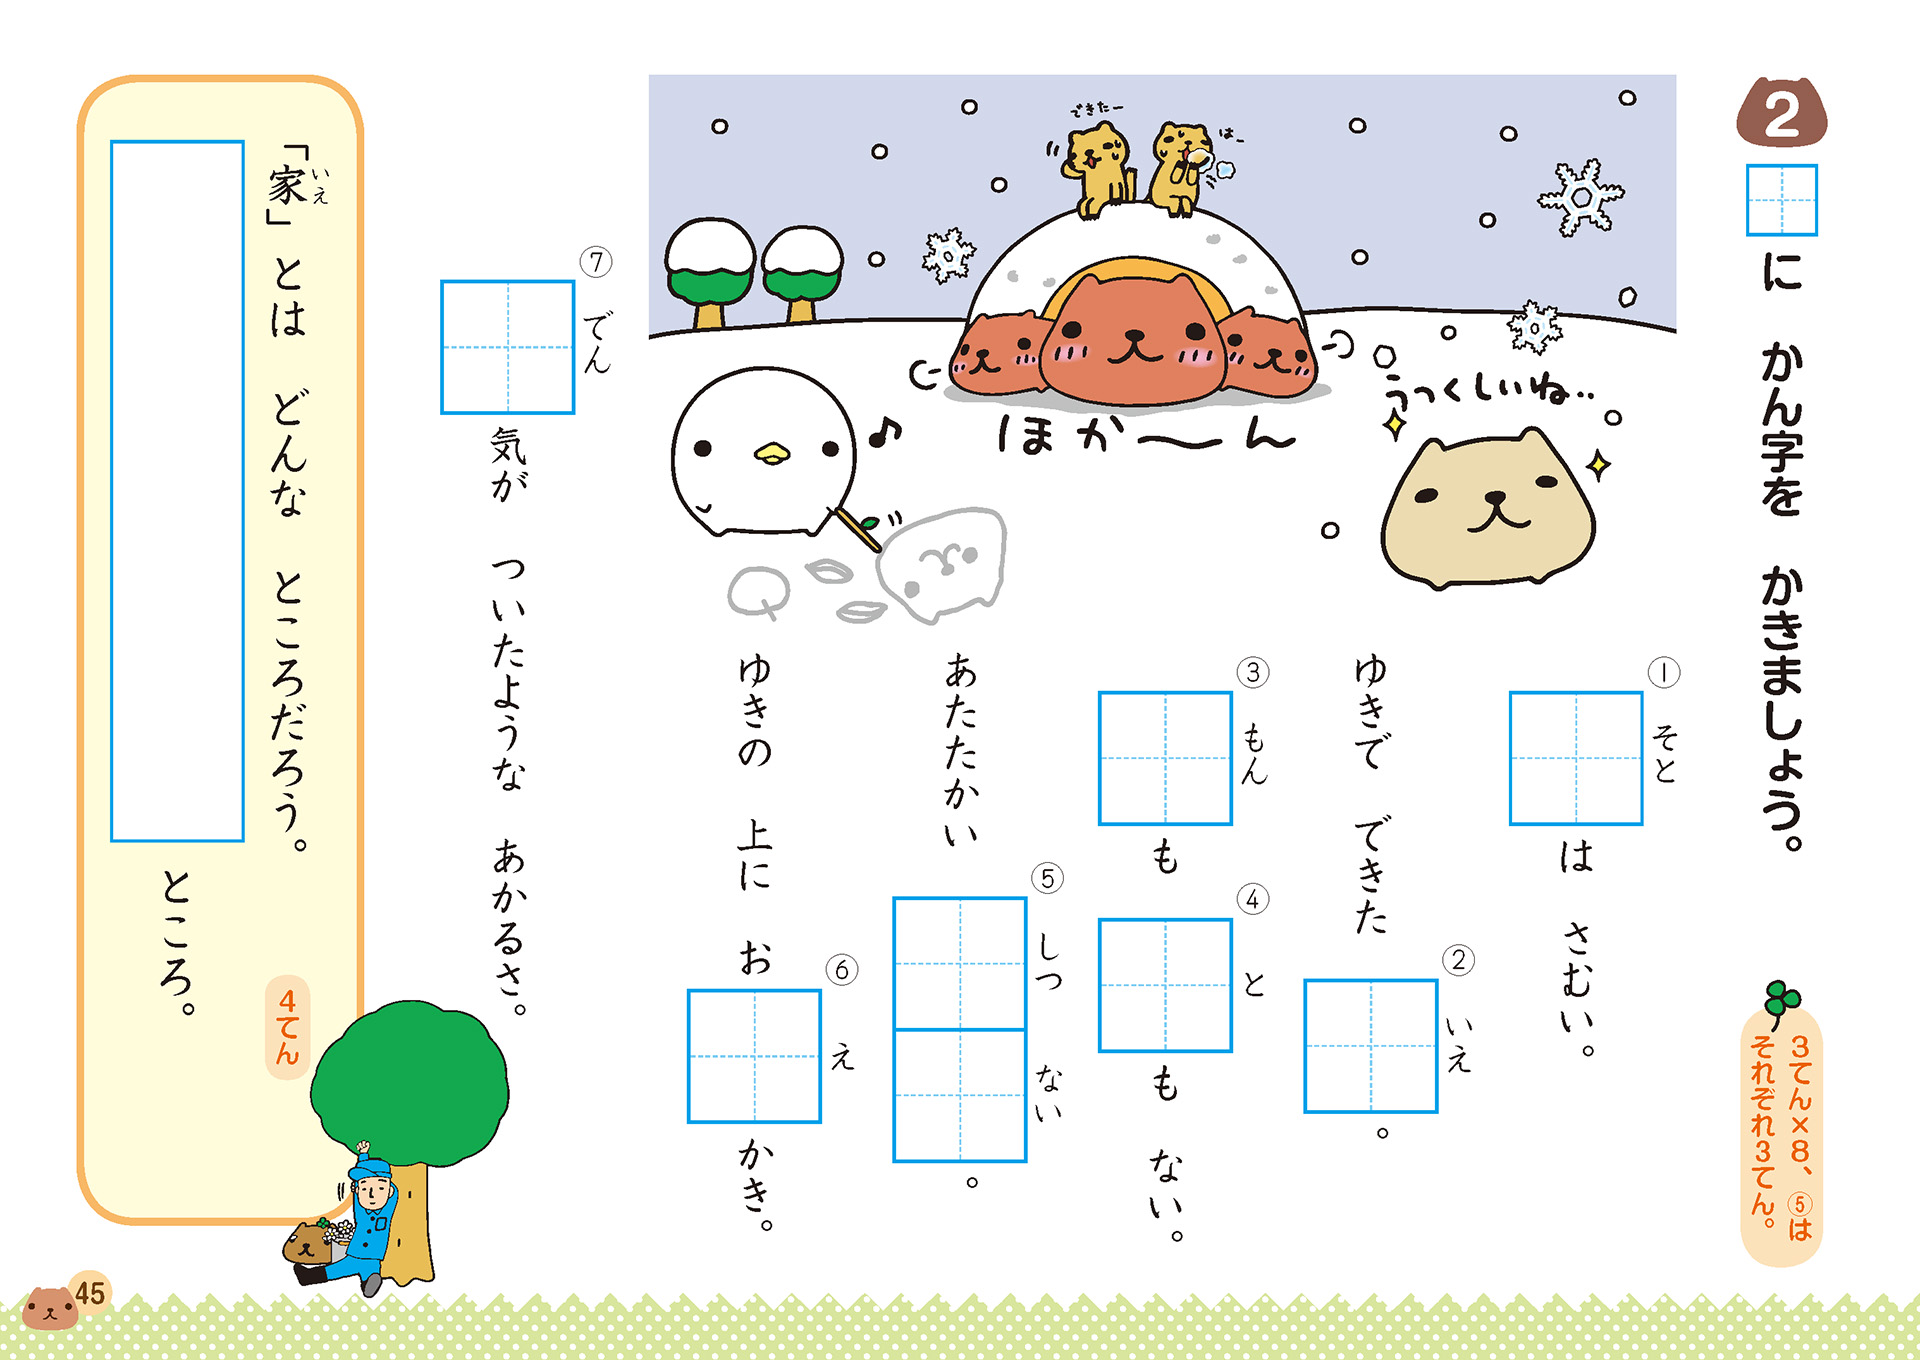 2
に かん字を かきましょう。
3てん×8、⑤は
それぞれ3てん。
できたー
はー
ほかーん
うつくしいね‥
① そと
は さむい。
ゆきで できた
② いえ
。
③ もん
も
④ と
も ない。
あたたかい
⑤ しつ ない
。
ゆきの 上に お
⑥ え
かき。
⑦ でん
気が ついたような あかるさ。
「家」とは どんな ところだろう。
いえ
ところ。
4てん
45